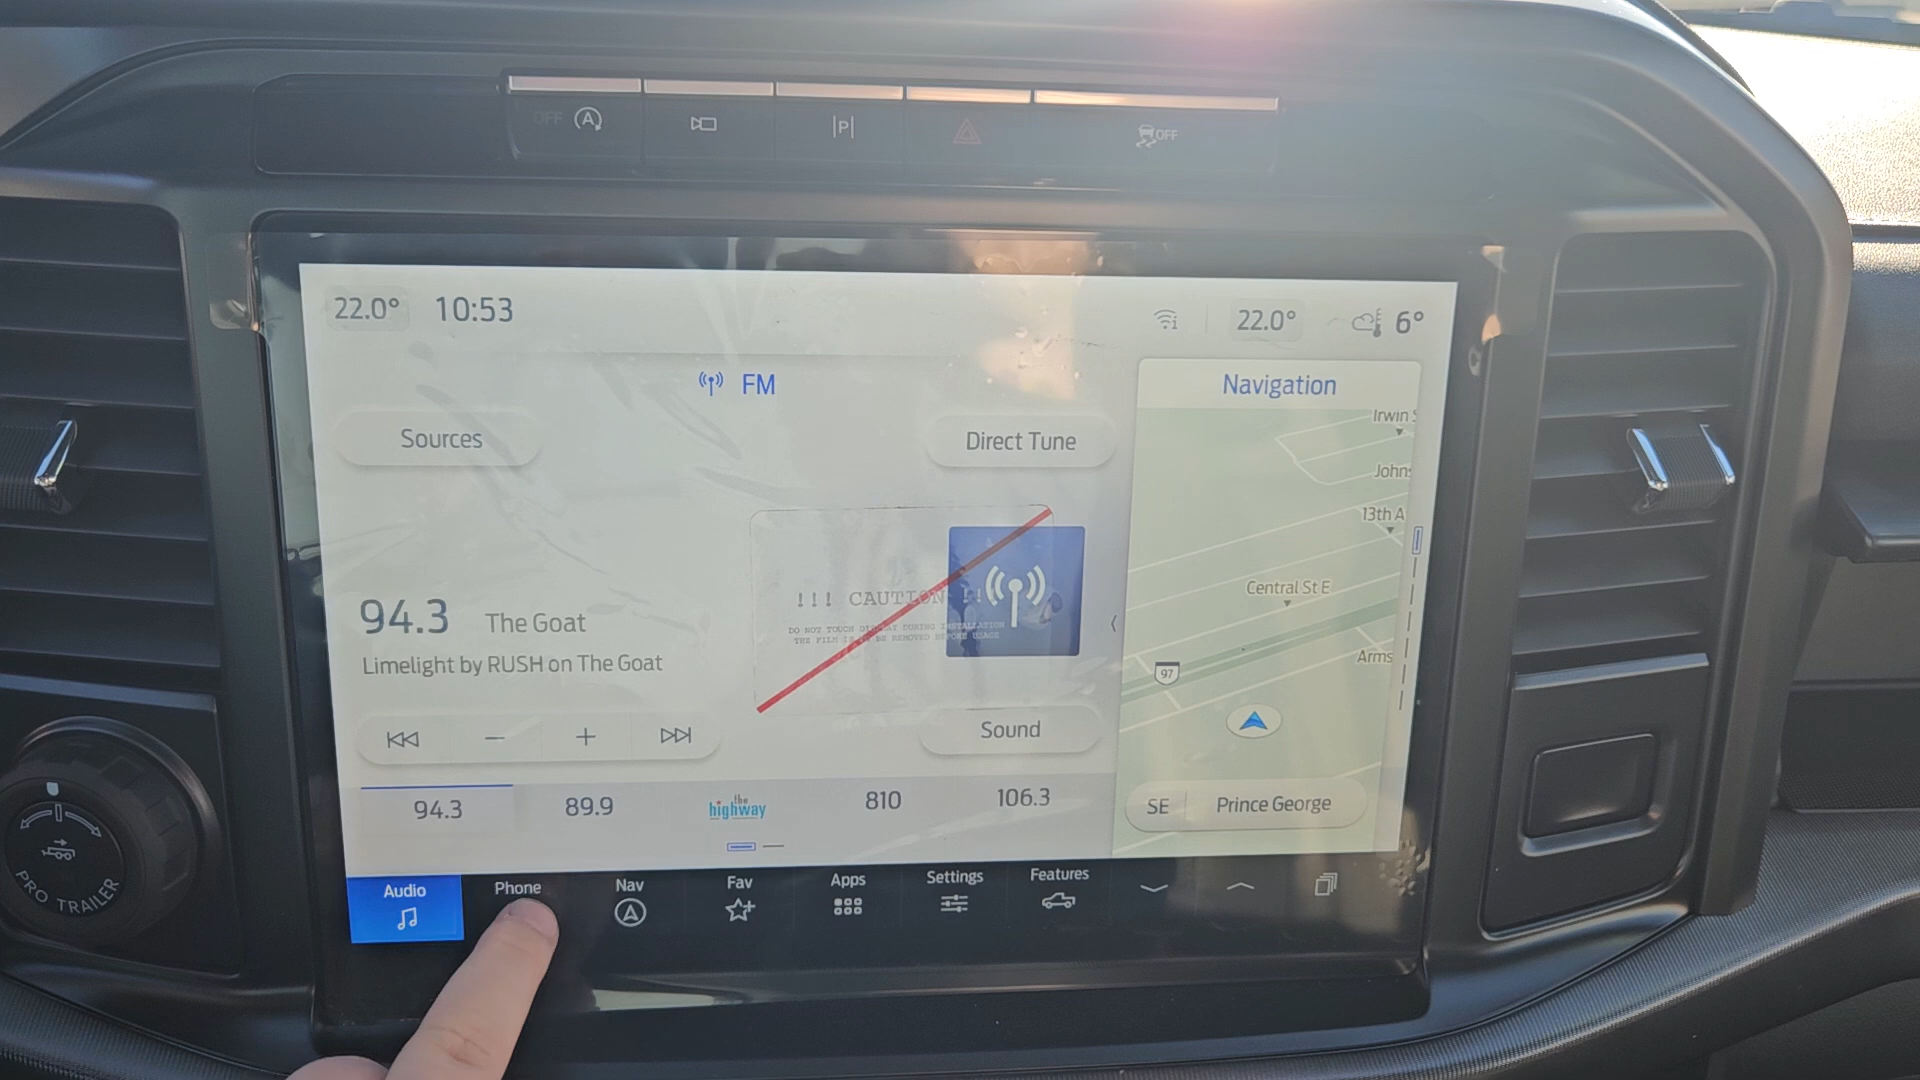 OFF A
P
OFF
22.0° 10:53
22.0° 6°
FM
Navigation
Sources
Direct Tune
Irwin S
Johns
13th A
Central St E
!!! CAUTION !!!
DO NOT TOUCH DISPLAY DURING INSTALLATION
THE FILM IS TO BE REMOVED BEFORE USAGE
94.3 The Goat
Limelight by RUSH on The Goat
Arms
97
Sound
SE Prince George
94.3 89.9 the highway 810 106.3
Audio Phone Nav Fav Apps Settings Features
PRO TRAILER